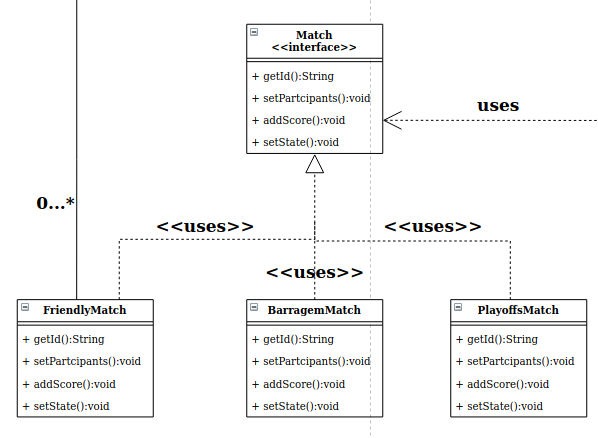 Match
<<interface>>
+ getId():String
+ setPartcipants():void
+ addScore():void
+ setState():void
uses
0...*
<<uses>>
<<uses>>
<<uses>>
FriendlyMatch
+ getId():String
+ setPartcipants():void
+ addScore():void
+ setState():void
BarragemMatch
+ getId():String
+ setPartcipants():void
+ addScore():void
+ setState():void
PlayoffsMatch
+ getId():String
+ setPartcipants():void
+ addScore():void
+ setState():void